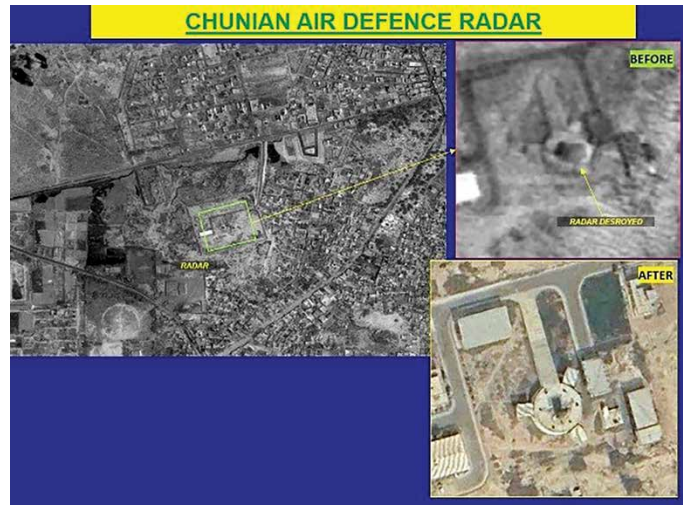 CHUNIAN AIR DEFENCE RADAR
BEFORE
RADAR DESROYED
RADAR
AFTER